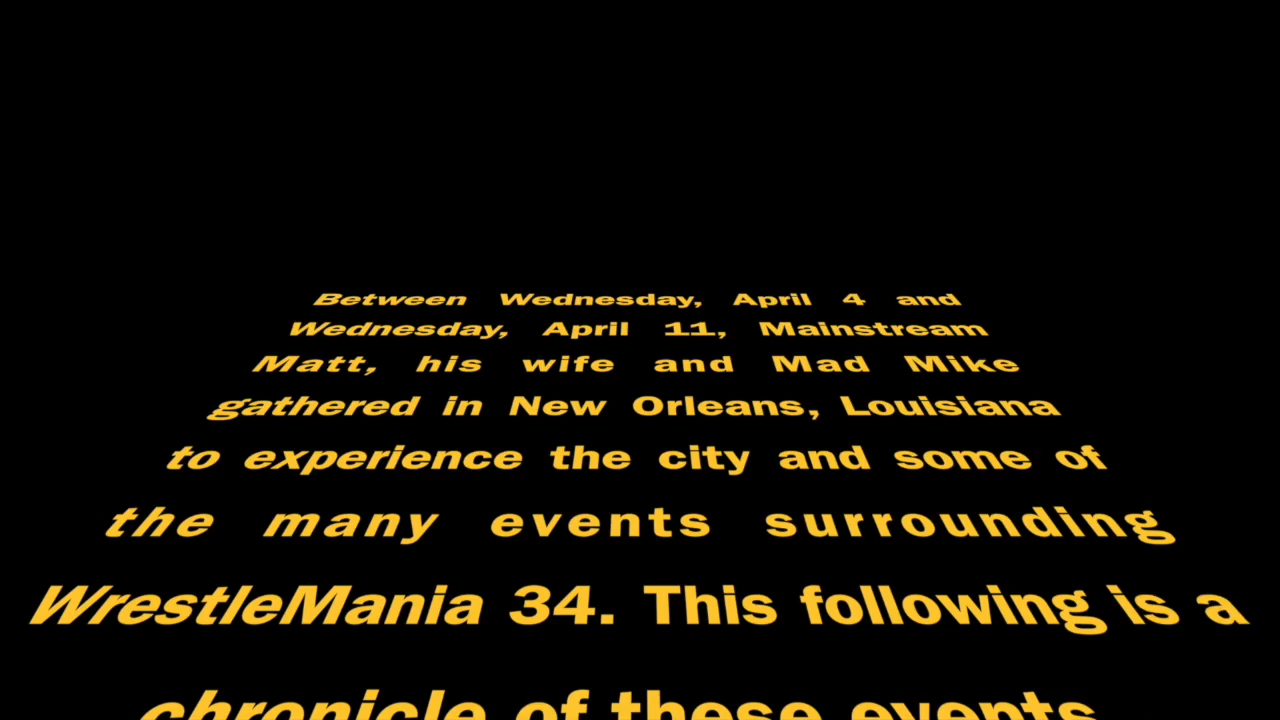 Between Wednesday, April 4 and
Wednesday, April 11, Mainstream
Matt, his wife and Mad Mike
gathered in New Orleans, Louisiana
to experience the city and some of
the many events surrounding
WrestleMania 34. This following is a
chronicle of these events